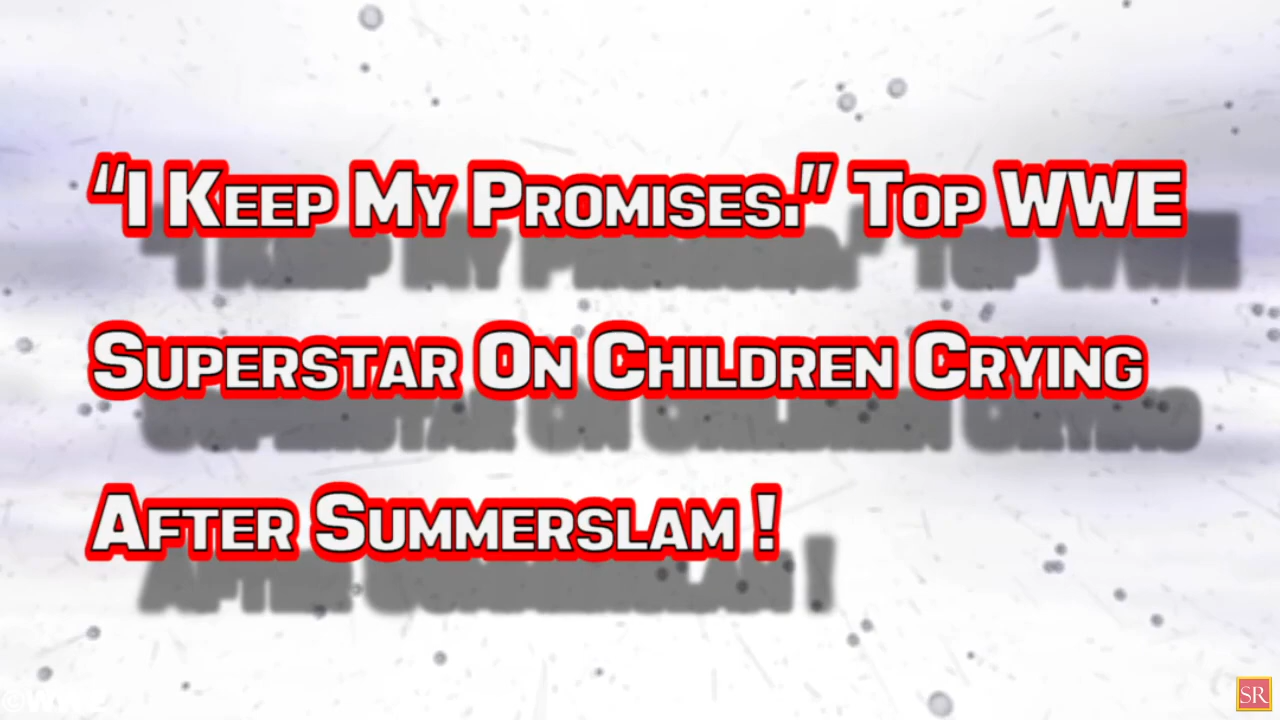 “I Keep My Promises.” Top WWE
Superstar On Children Crying
After Summerslam !
SR